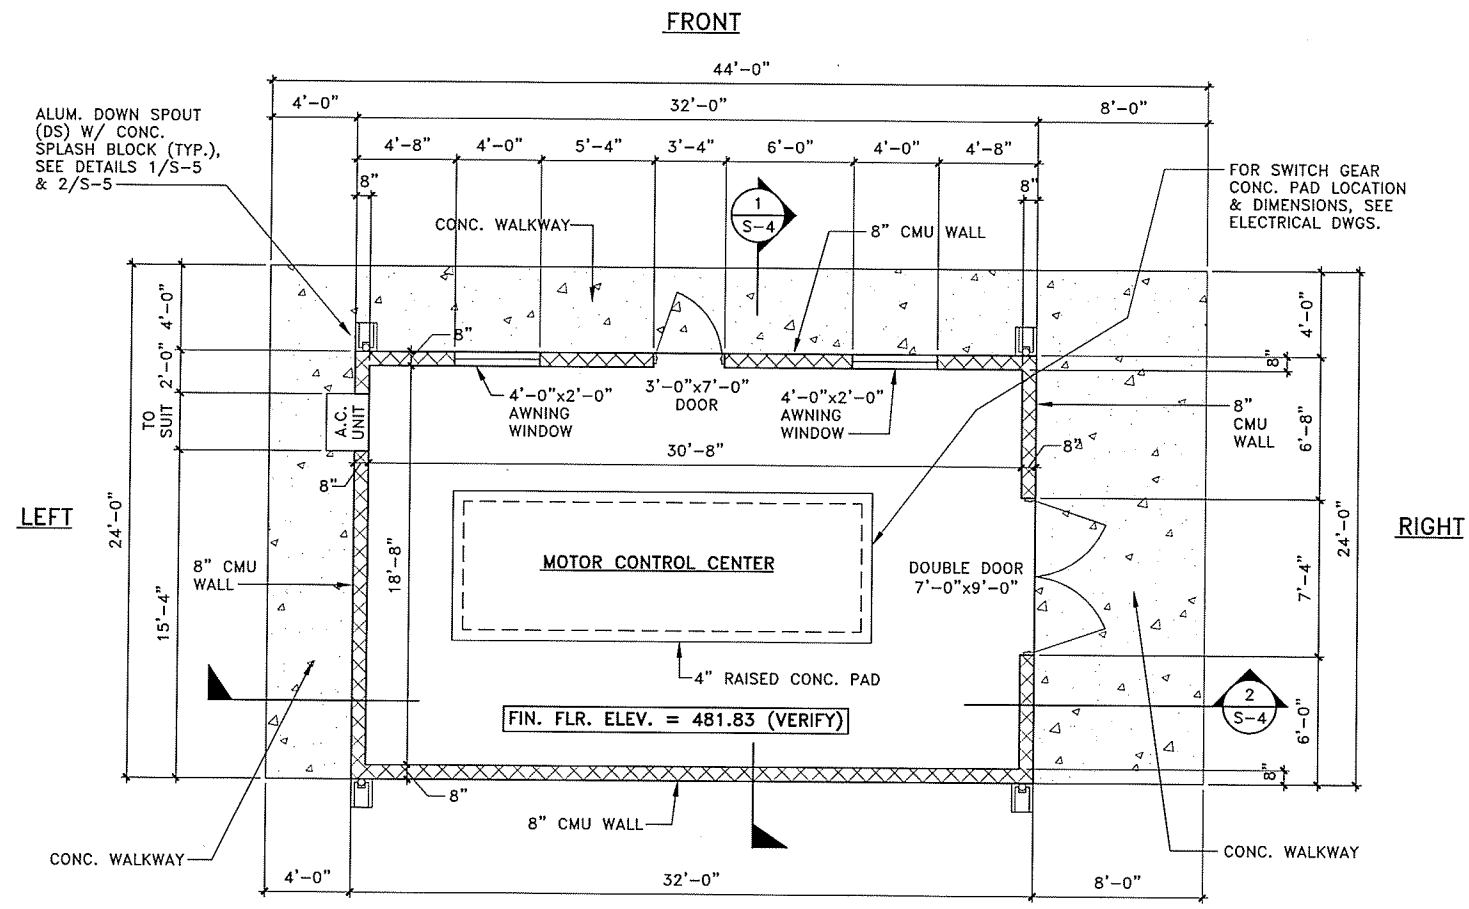 FRONT
44'-0"
4'-0"
32'-0"
8'-0"
ALUM. DOWN SPOUT
(DS) W/ CONC.
SPLASH BLOCK (TYP.),
SEE DETAILS 1/S-5
& 2/S-5
4'-8"
4'-0"
5'-4"
3'-4"
6'-0"
4'-0"
4'-8"
8"
8"
FOR SWITCH GEAR
CONC. PAD LOCATION
& DIMENSIONS, SEE
ELECTRICAL DWGS.
CONC. WALKWAY
1
S-4
8" CMU WALL
4'-0"
4'-0"
8"
8"
2'-0"
TO
SUIT
A.C.
UNIT
4'-0"x2'-0"
AWNING
WINDOW
3'-0"x7'-0"
DOOR
4'-0"x2'-0"
AWNING
WINDOW
8"
CMU
WALL
6'-8"
30'-8"
8"
8"
LEFT
24'-0"
RIGHT
24'-0"
8" CMU
WALL
18'-8"
MOTOR CONTROL CENTER
DOUBLE DOOR
7'-0"x9'-0"
7'-4"
15'-4"
4" RAISED CONC. PAD
FIN. FLR. ELEV. = 481.83 (VERIFY)
2
S-4
6'-0"
8"
8"
8" CMU WALL
CONC. WALKWAY
CONC. WALKWAY
4'-0"
32'-0"
8'-0"